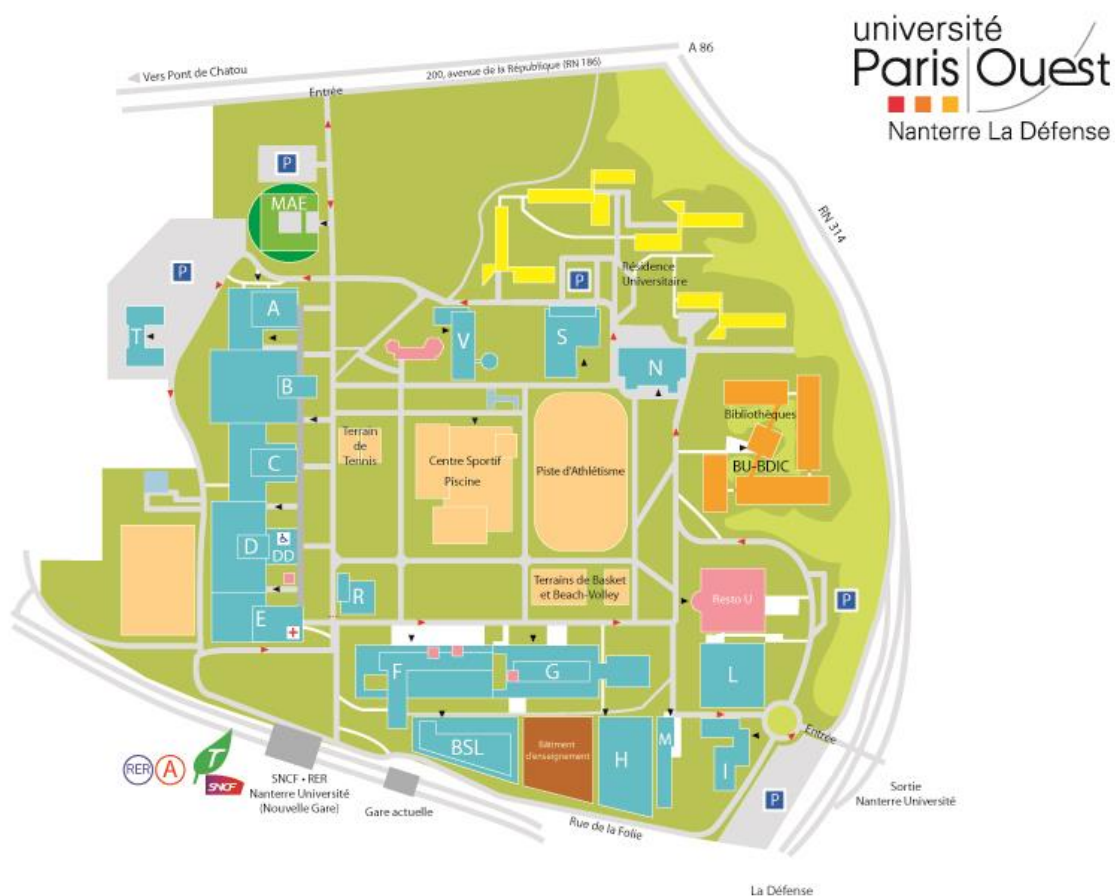 université
Paris Ouest
Nanterre La Défense
A 86
Vers Pont de Chatou
200, avenue de la République (RN 186)
Entrée
P
MAE
RN 314
P
P
Résidence
Universitaire
A
T
V
S
N
B
Bibliothèques
BU-BDIC
Terrain
de
Tennis
Centre Sportif
Piscine
Piste d'Athlétisme
C
D
DD
R
Terrains de Basket
et Beach-Volley
Resto U
P
E
F
G
L
BSL
Bâtiment
d'enseignement
H
M
I
Entrée
RER
A
T
SNCF
SNCF • RER
Nanterre Université
(Nouvelle Gare)
Gare actuelle
Rue de la Folie
P
Sortie
Nanterre Université
La Défense